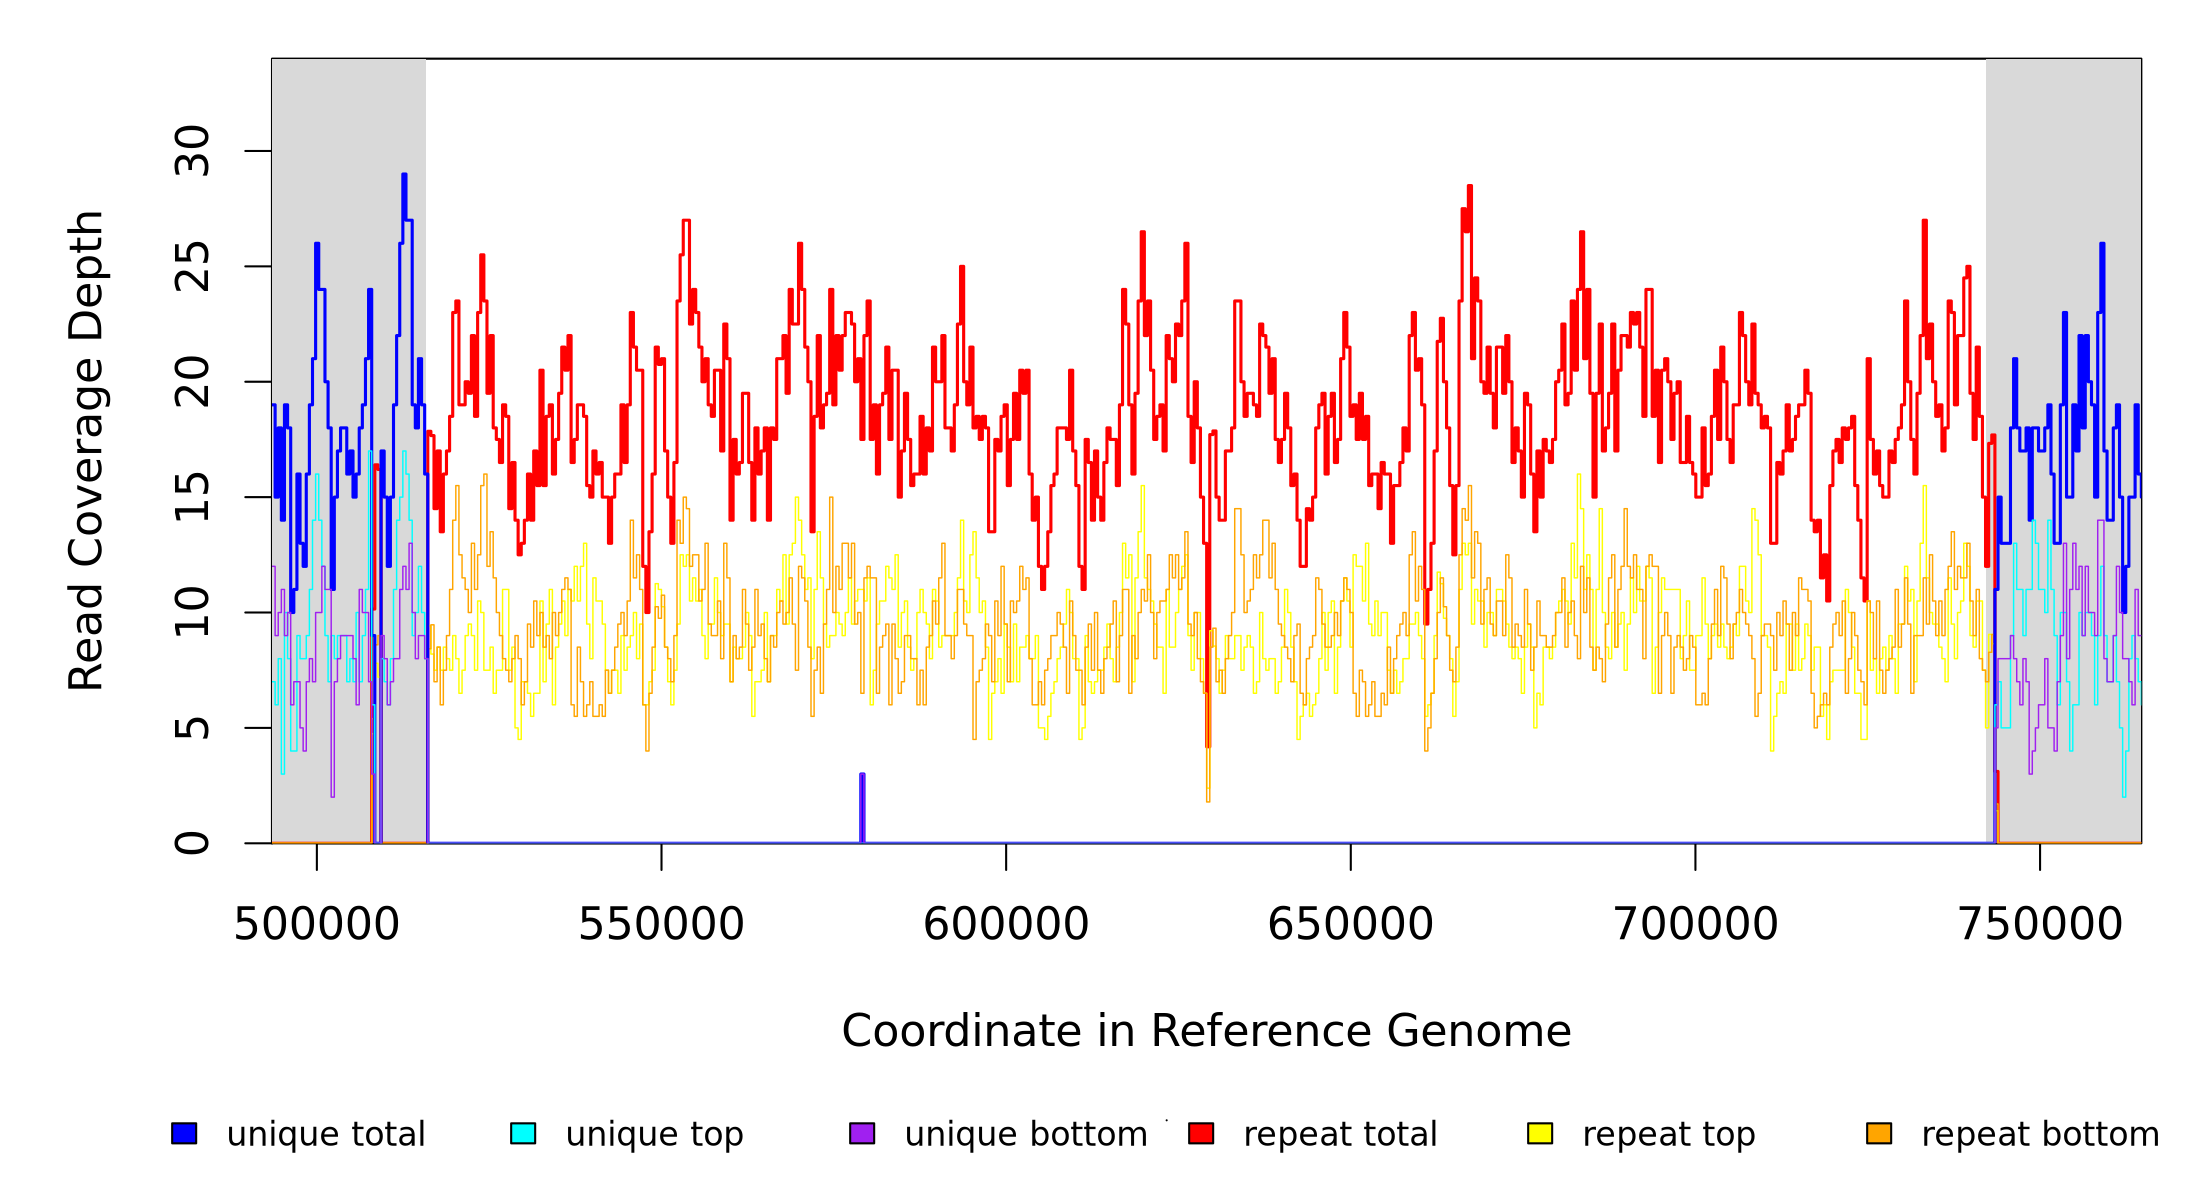 Read Coverage Depth
30
25
20
15
10
5
0
500000 550000 600000 650000 700000 750000
Coordinate in Reference Genome
unique total unique top unique bottom repeat total repeat top repeat bottom